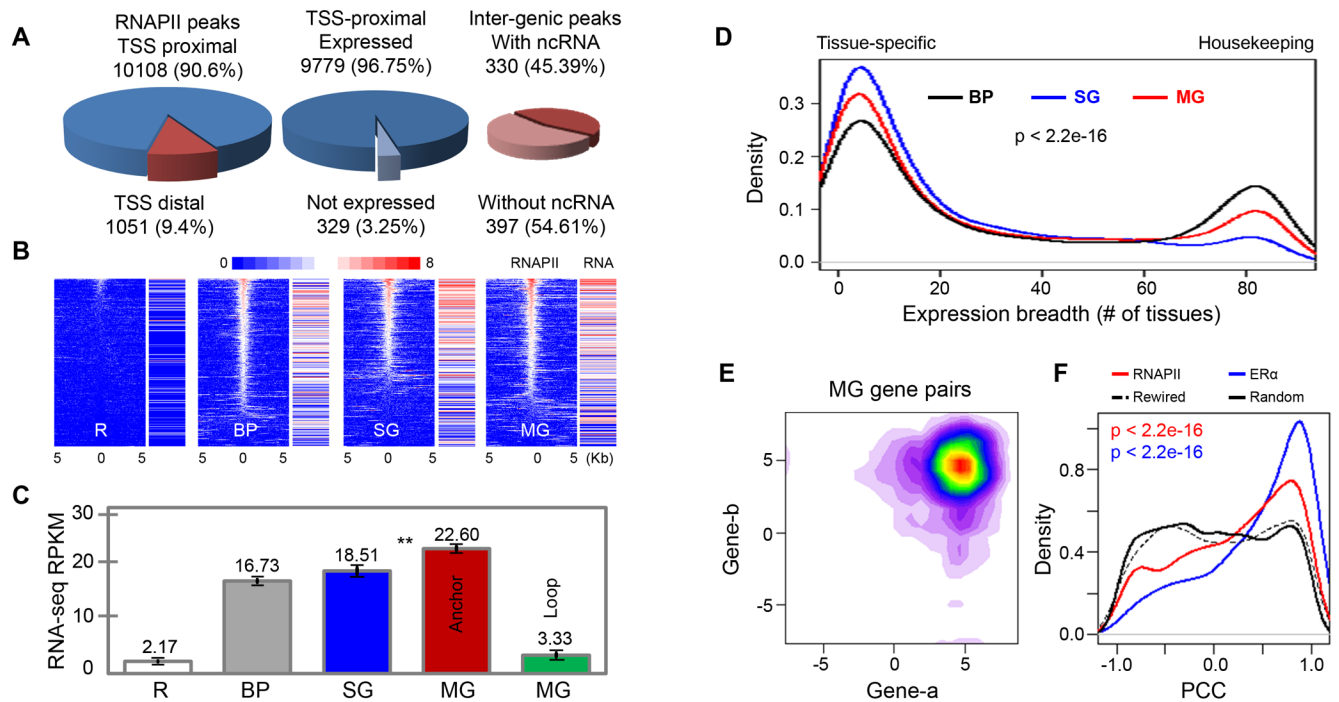 A
RNAPII peaks
TSS proximal
10108 (90.6%)
TSS distal
1051 (9.4%)
TSS-proximal
Expressed
9779 (96.75%)
Not expressed
329 (3.25%)
Inter-genic peaks
With ncRNA
330 (45.39%)
Without ncRNA
397 (54.61%)
B
0 8 RNAPII RNA
R BP SG MG
5 0 5 5 0 5 5 0 5 5 0 5 (Kb)
C
RNA-seq RPKM
30
20
10
0
2.17
16.73
18.51
**
22.60
Anchor
Loop
3.33
R BP SG MG MG
D
Tissue-specific Housekeeping
BP SG MG
p < 2.2e-16
Density
0.3
0.2
0.1
0.0
0 20 40 60 80
Expression breadth (# of tissues)
E
MG gene pairs
Gene-b
5
0
-5
-5 0 5
Gene-a
F
RNAPII ERα
Rewired Random
p < 2.2e-16
p < 2.2e-16
Density
0.8
0.4
0.0
-1.0 0.0 1.0
PCC